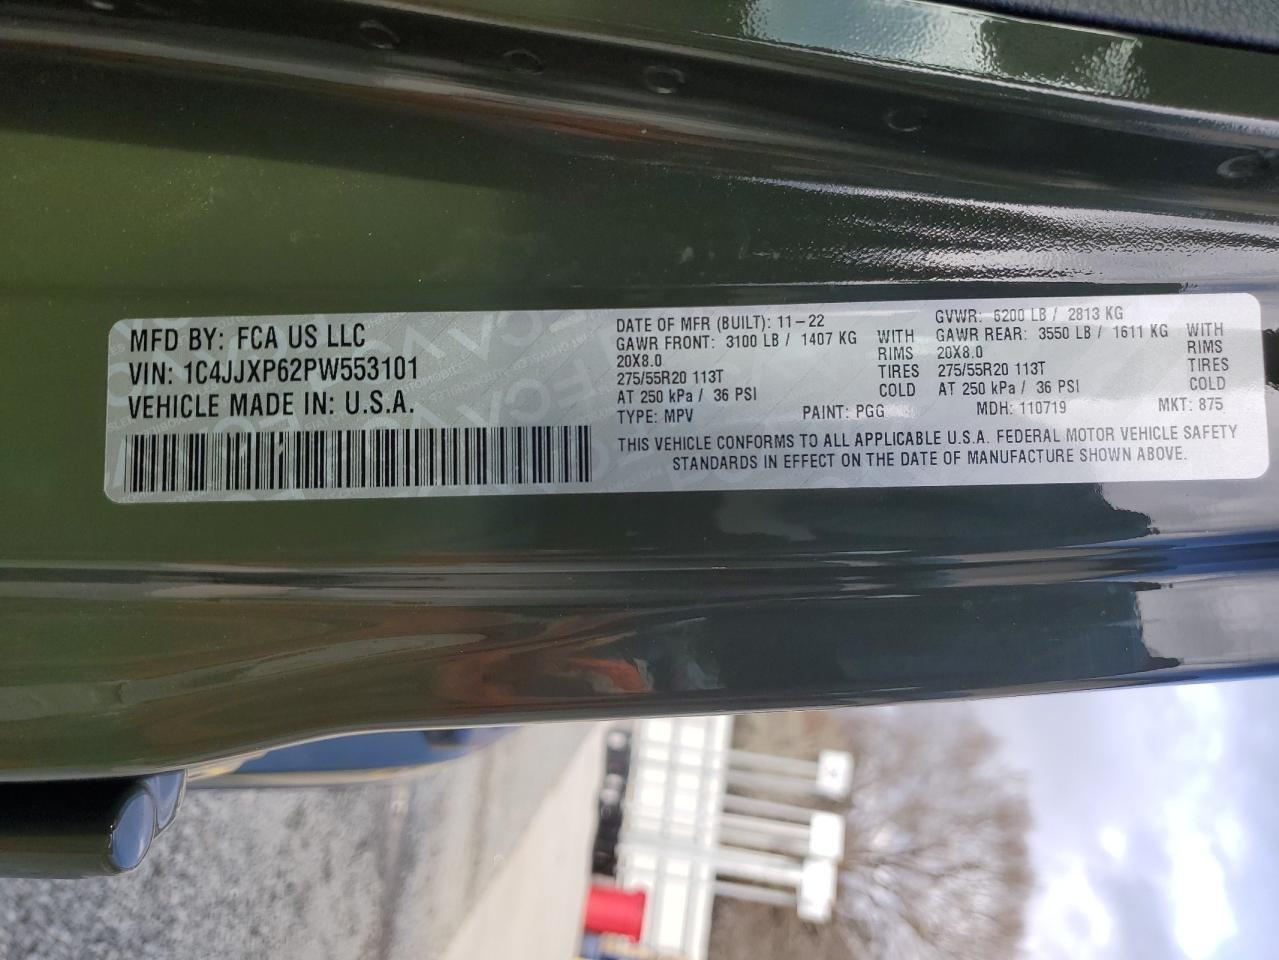 MFD BY: FCA US LLC
VIN: 1C4JJXP62PW553101
VEHICLE MADE IN: U.S.A.
DATE OF MFR (BUILT): 11-22
GAWR FRONT: 3100 LB / 1407 KG WITH
20X8.0 RIMS
275/55R20 113T TIRES
AT 250 kPa / 36 PSI COLD
GVWR: 6200 LB / 2813 KG
GAWR REAR: 3550 LB / 1611 KG WITH
20X8.0 RIMS
275/55R20 113T TIRES
AT 250 kPa / 36 PSI COLD
TYPE: MPV PAINT: PGG MDH: 110719 MKT: 875
THIS VEHICLE CONFORMS TO ALL APPLICABLE U.S.A. FEDERAL MOTOR VEHICLE SAFETY
STANDARDS IN EFFECT ON THE DATE OF MANUFACTURE SHOWN ABOVE.